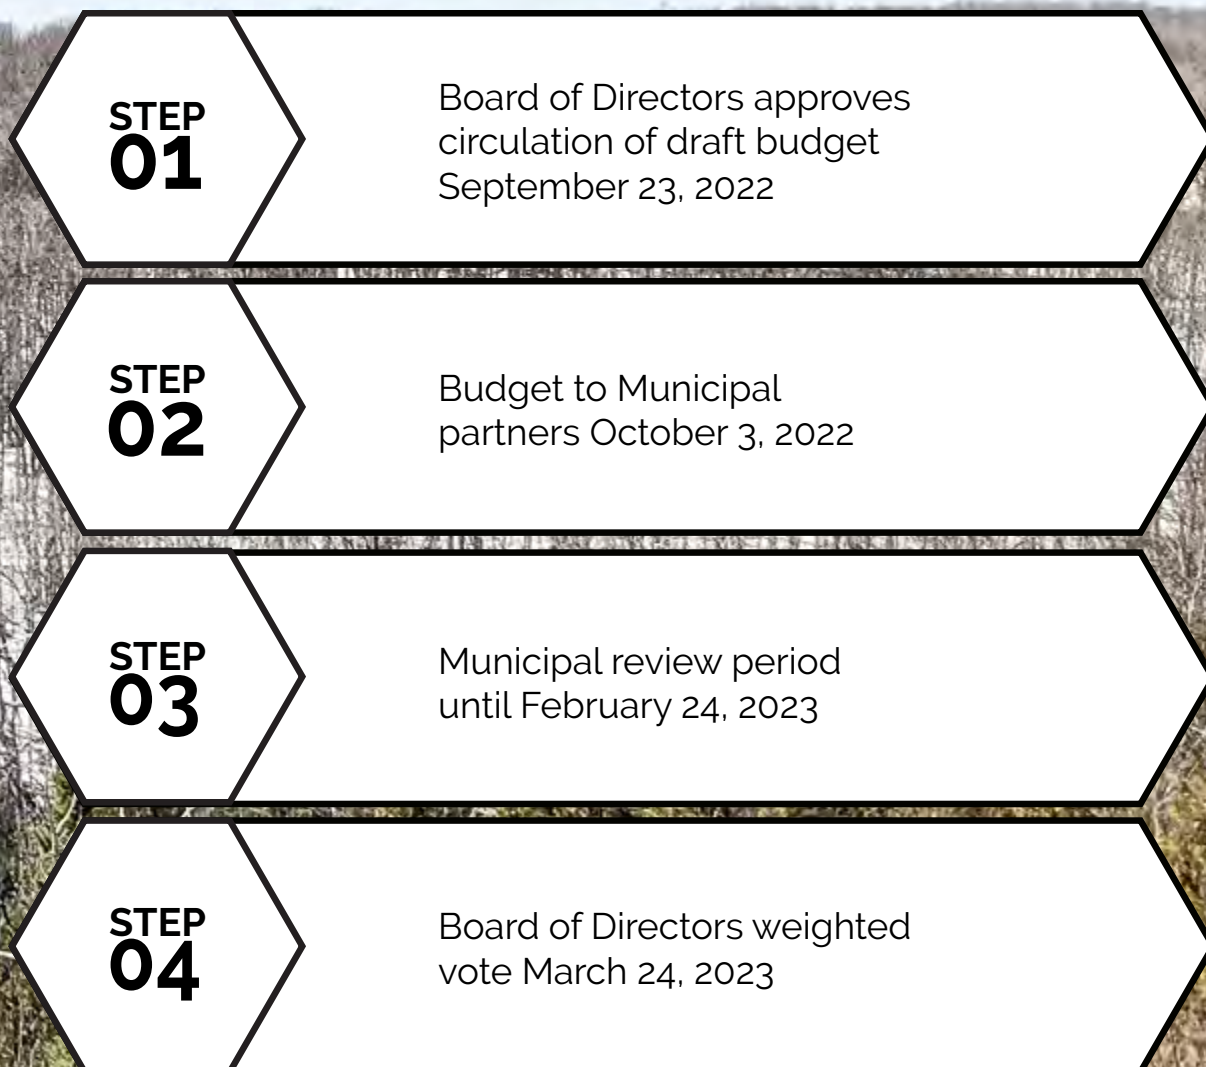 STEP
01
Board of Directors approves
circulation of draft budget
September 23, 2022
STEP
02
Budget to Municipal
partners October 3, 2022
STEP
03
Municipal review period
until February 24, 2023
STEP
04
Board of Directors weighted
vote March 24, 2023